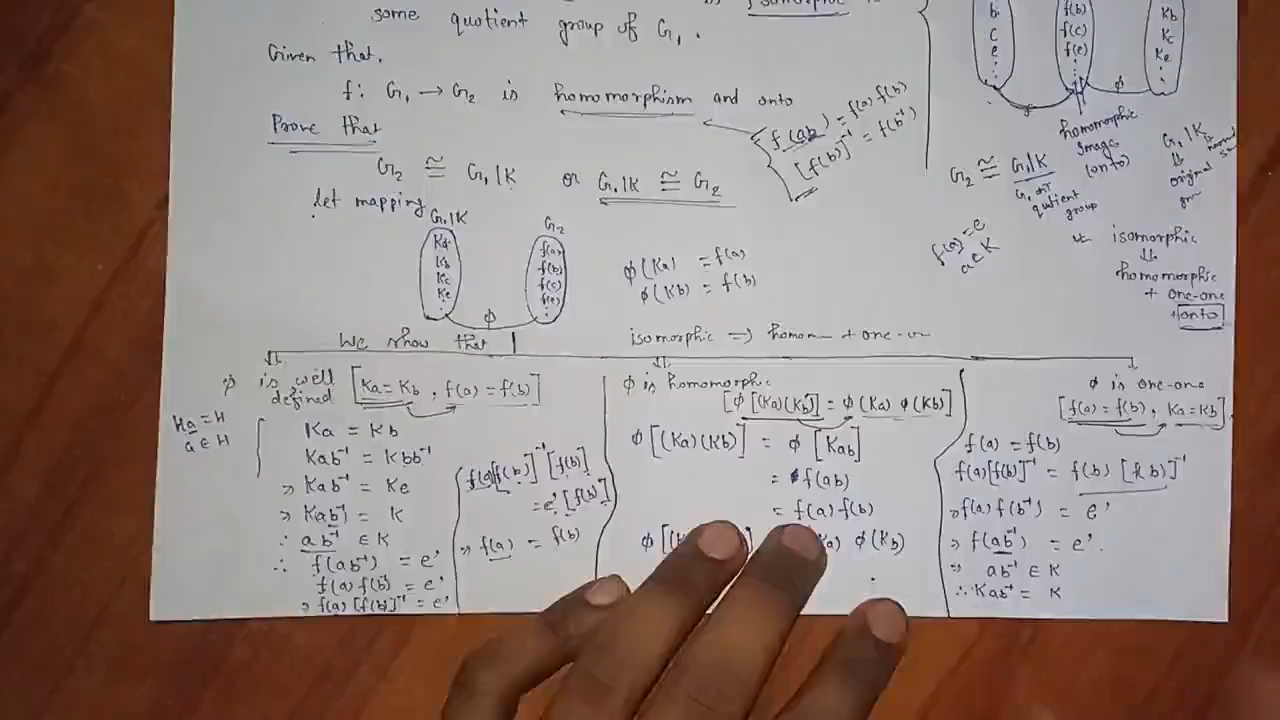 isomorphic
some quotient group of G₁.
Given that,
f: G₁ → G₂ is homomorphism and onto
Prove that
G₂ ≅ G₁|K or G₁|K ≅ G₂
f(ab) = f(a) f(b)
[f(b)]⁻¹ = f(b⁻¹)
let mapping
G₁|K
Ka
Kb
Kc
Ke
⋮
G₂
f(a)
f(b)
f(c)
f(e)
⋮
φ
φ(Ka) = f(a)
φ(Kb) = f(b)
b
c
e
⋮
f(b)
f(c)
f(e)
⋮
Kb
Kc
Ke
⋮
φ
homomorphic
Image
(onto)
G₂ ≅ G₁|K
quotient
group
G₁|K
⇓
original
f(a) = e
a ∈ K
isomorphic
⇓
homomorphic
+ one-one
+ onto
We show that
isomorphic => homom + one-on
φ is well
defined [Ka = Kb, f(a) = f(b)]
Ha = H
a ∈ H
Ka = Kb
Kab⁻¹ = Kbb⁻¹
⇒ Kab⁻¹ = Ke
⇒ Kab⁻¹ = K
∴ ab⁻¹ ∈ K
∴ f(ab⁻¹) = e'
f(a) f(b⁻¹) = e'
⇒ f(a) [f(b)]⁻¹ = e'
f(a)[f(b)]⁻¹[f(b)]
= e'[f(b)]
⇒ f(a) = f(b)
φ is homomorphic
[φ[(Ka)(Kb)] = φ(Ka) φ(Kb)]
φ[(Ka)(Kb)] = φ[Kab]
= f(ab)
= f(a) f(b)
φ(Kb)
φ is one-one
[f(a) = f(b), Ka = Kb]
f(a) = f(b)
f(a)[f(b)]⁻¹ = f(b) [f(b)]⁻¹
⇒ f(a) f(b⁻¹) = e'
⇒ f(ab⁻¹) = e'.
⇒ ab⁻¹ ∈ K
∴ Kab⁻¹ = K